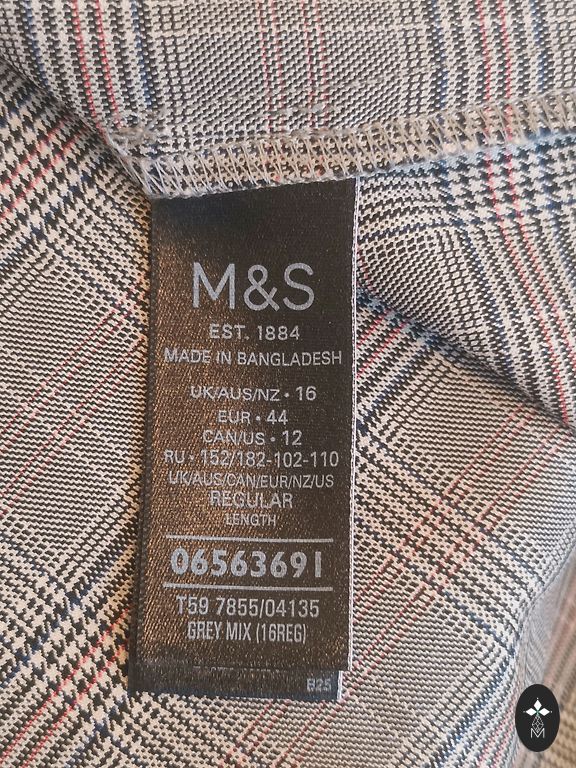 M&S
EST. 1884
MADE IN BANGLADESH
UK/AUS/NZ • 16
EUR • 44
CAN/US • 12
RU • 152/182-102-110
UK/AUS/CAN/EUR/NZ/US
REGULAR
LENGTH
06563691
T59 7855/04135
GREY MIX (16REG)
B25
M